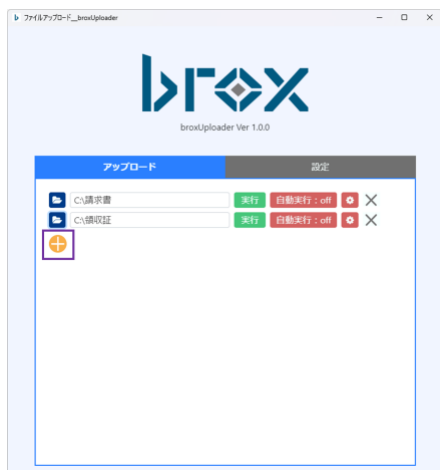 ファイルアップロード__broxUploader
brox
broxUploader Ver 1.0.0
アップロード 設定
C:\請求書 実行 自動実行：off
C:\領収証 実行 自動実行：off